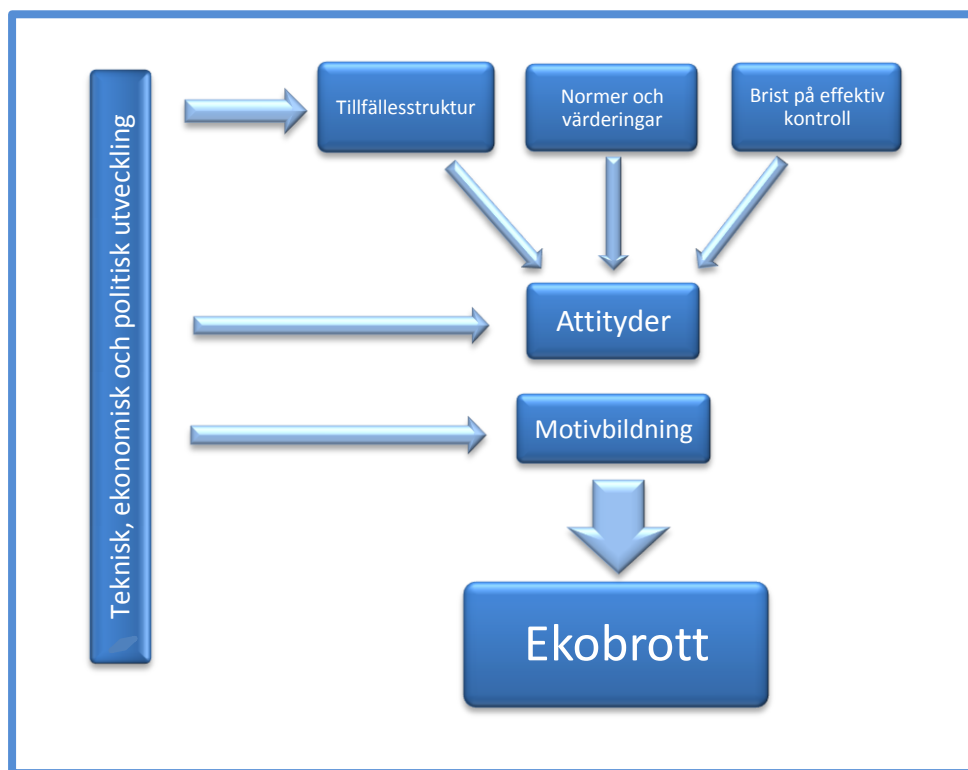 Teknisk, ekonomisk och politisk utveckling
Tillfällesstruktur
Normer och
värderingar
Brist på effektiv
kontroll
Attityder
Motivbildning
Ekobrott